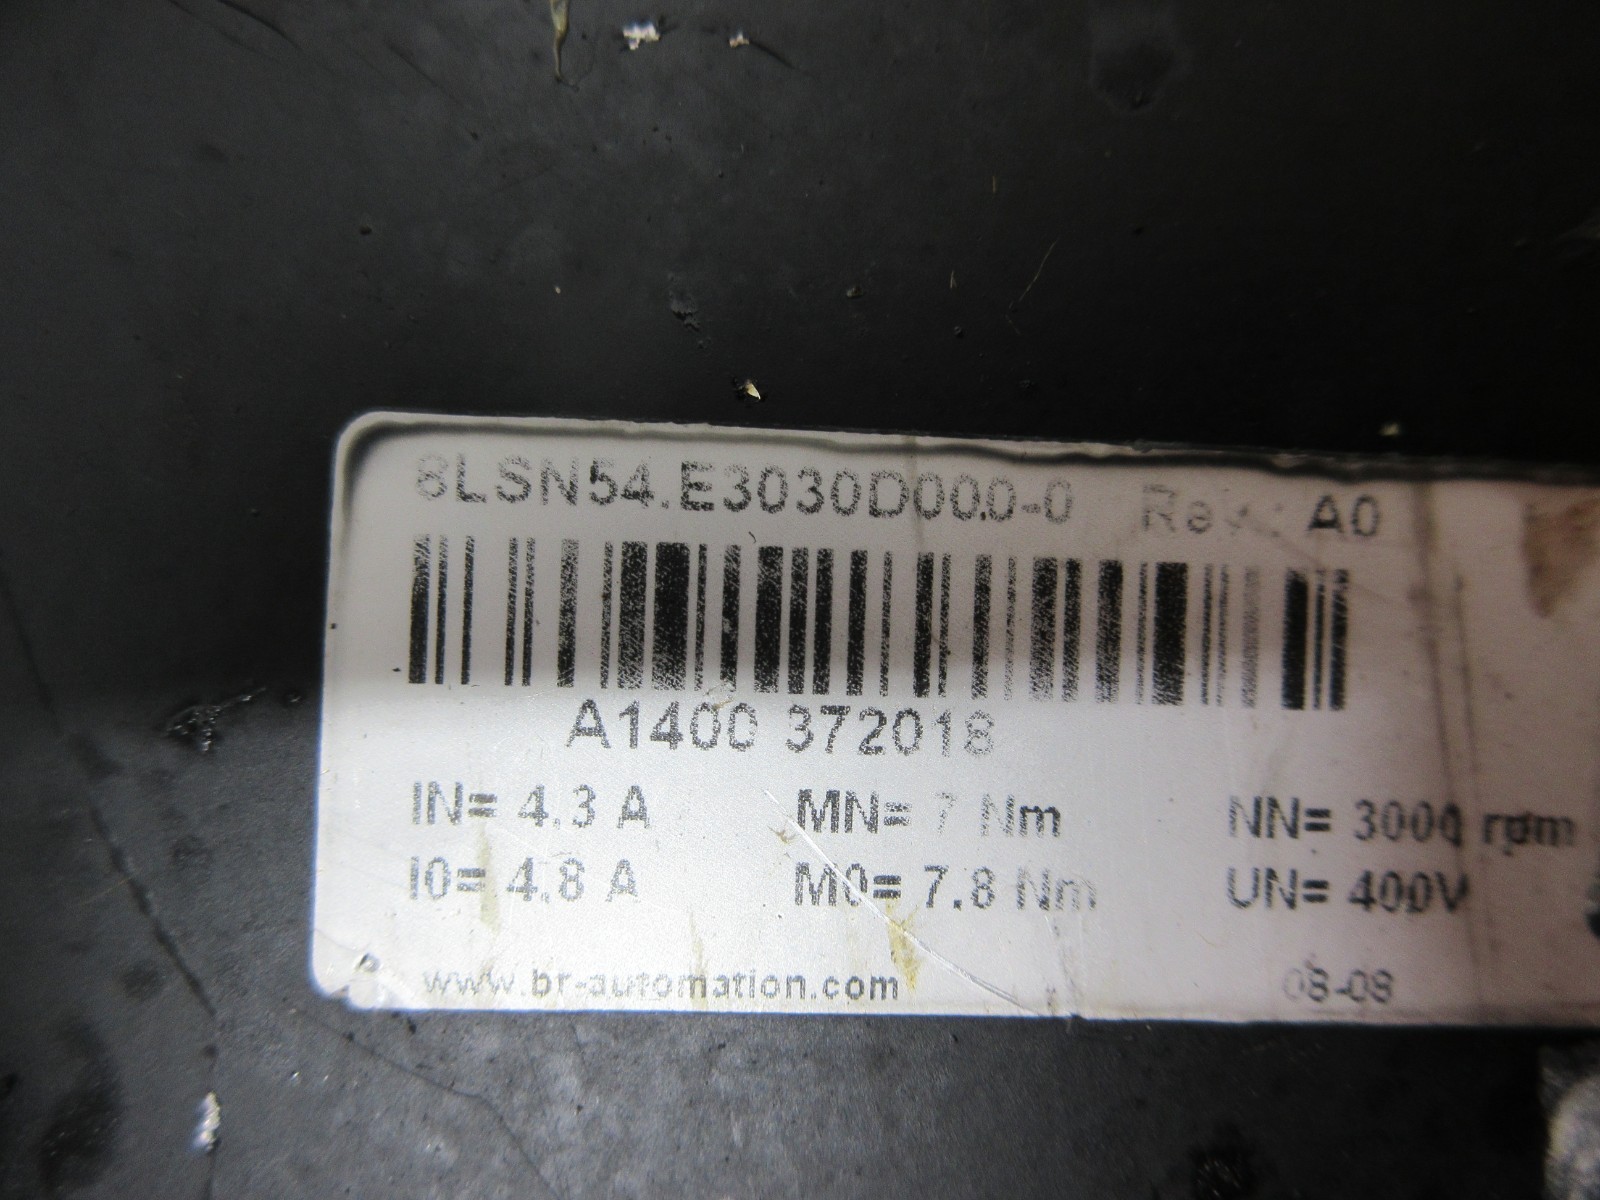 8LSN54.E3030D000-0 Rev.: A0
A1400 372018
IN= 4.3 A MN= 7 Nm NN= 3000 rpm
I0= 4.8 A M0= 7.8 Nm UN= 400V
www.br-automation.com 08-08